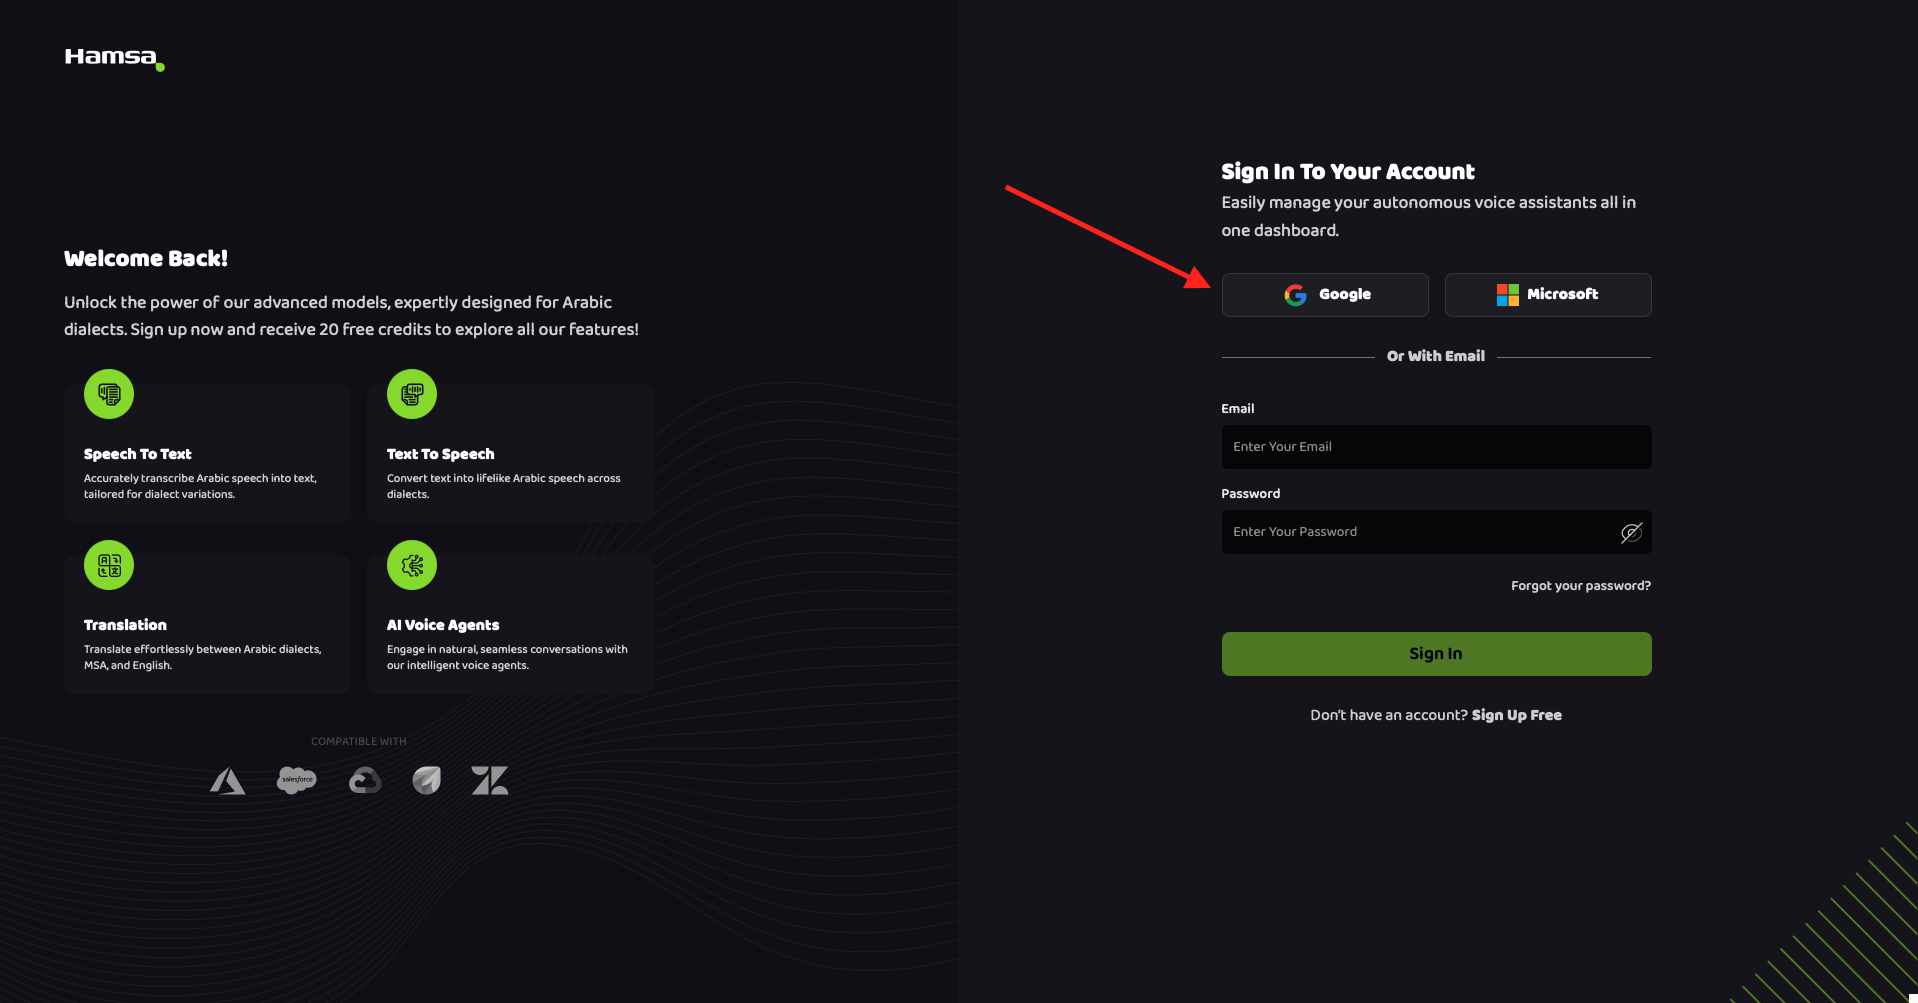 Hamsa
Welcome Back!
Unlock the power of our advanced models, expertly designed for Arabic
dialects. Sign up now and receive 20 free credits to explore all our features!
Speech To Text
Accurately transcribe Arabic speech into text,
tailored for dialect variations.
Text To Speech
Convert text into lifelike Arabic speech across
dialects.
Translation
Translate effortlessly between Arabic dialects,
MSA, and English.
AI Voice Agents
Engage in natural, seamless conversations with
our intelligent voice agents.
COMPATIBLE WITH
salesforce
Sign In To Your Account
Easily manage your autonomous voice assistants all in
one dashboard.
Google
Microsoft
Or With Email
Email
Enter Your Email
Password
Enter Your Password
Forgot your password?
Sign In
Don't have an account? Sign Up Free